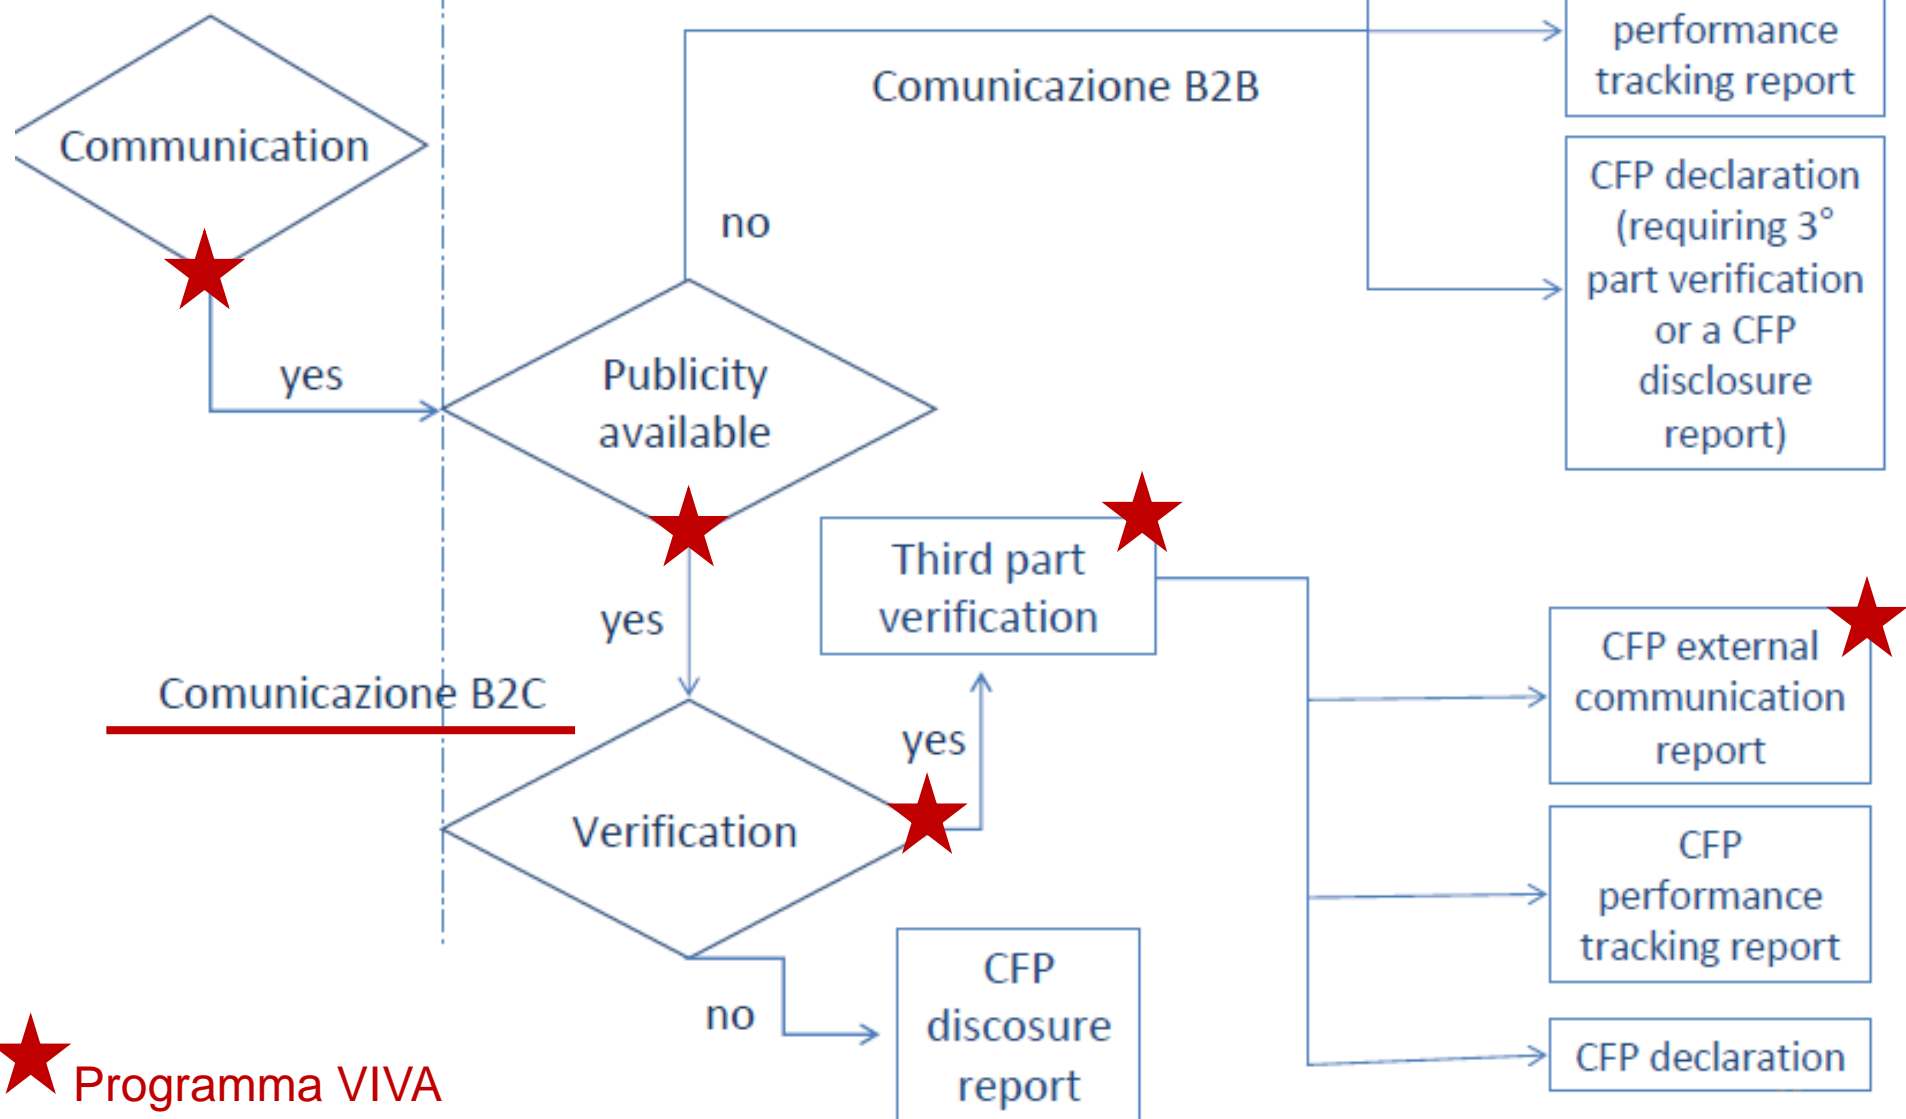 performance
tracking report
Comunicazione B2B
Communication
CFP declaration
(requiring 3°
part verification
or a CFP
disclosure
report)
no
yes
Publicity
available
Third part
verification
yes
Comunicazione B2C
yes
CFP external
communication
report
Verification
CFP
performance
tracking report
no
CFP
discosure
report
CFP declaration
Programma VIVA